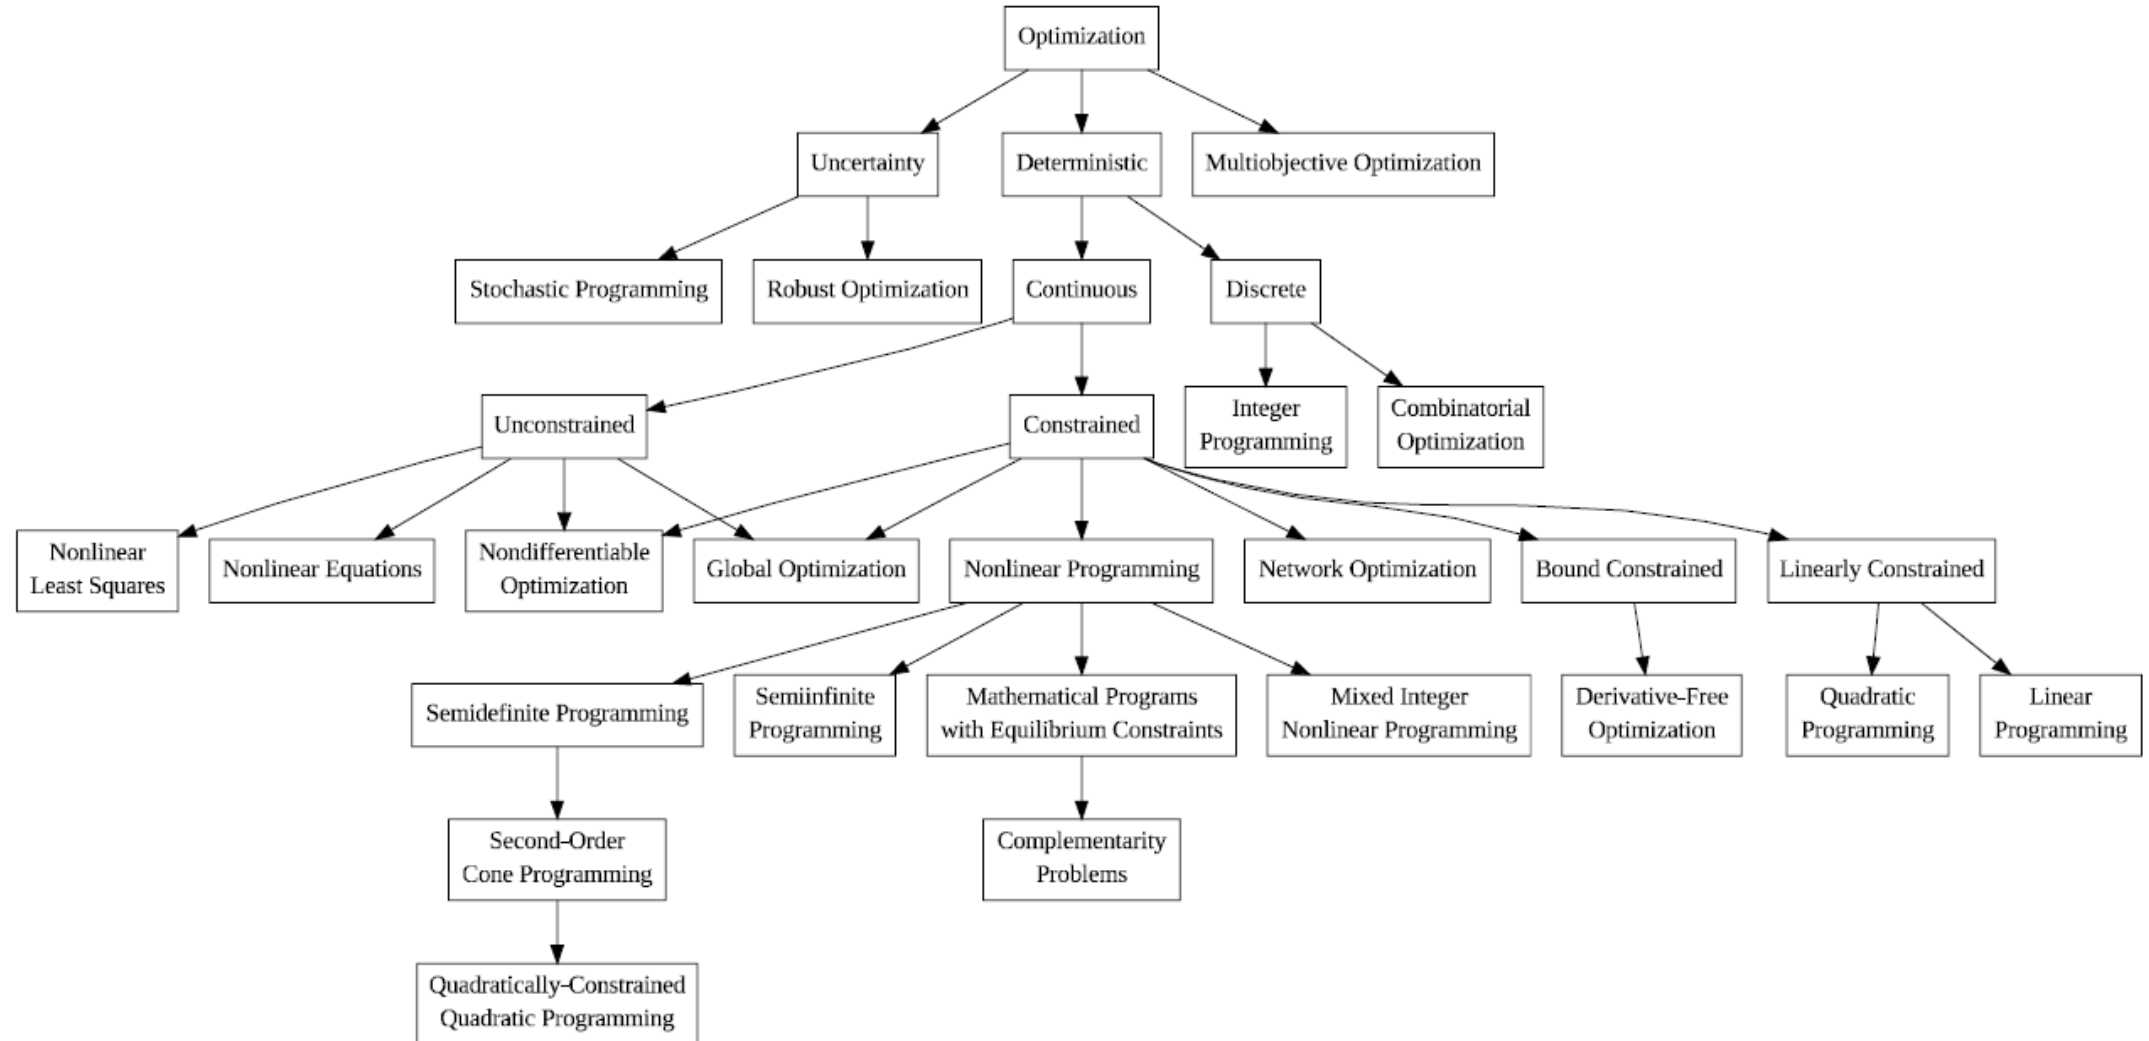 Optimization
Uncertainty
Deterministic
Multiobjective Optimization
Stochastic Programming
Robust Optimization
Continuous
Discrete
Unconstrained
Constrained
Integer
Programming
Combinatorial
Optimization
Nonlinear
Least Squares
Nonlinear Equations
Nondifferentiable
Optimization
Global Optimization
Nonlinear Programming
Network Optimization
Bound Constrained
Linearly Constrained
Semidefinite Programming
Semiinfinite
Programming
Mathematical Programs
with Equilibrium Constraints
Mixed Integer
Nonlinear Programming
Derivative-Free
Optimization
Quadratic
Programming
Linear
Programming
Second-Order
Cone Programming
Complementarity
Problems
Quadratically-Constrained
Quadratic Programming